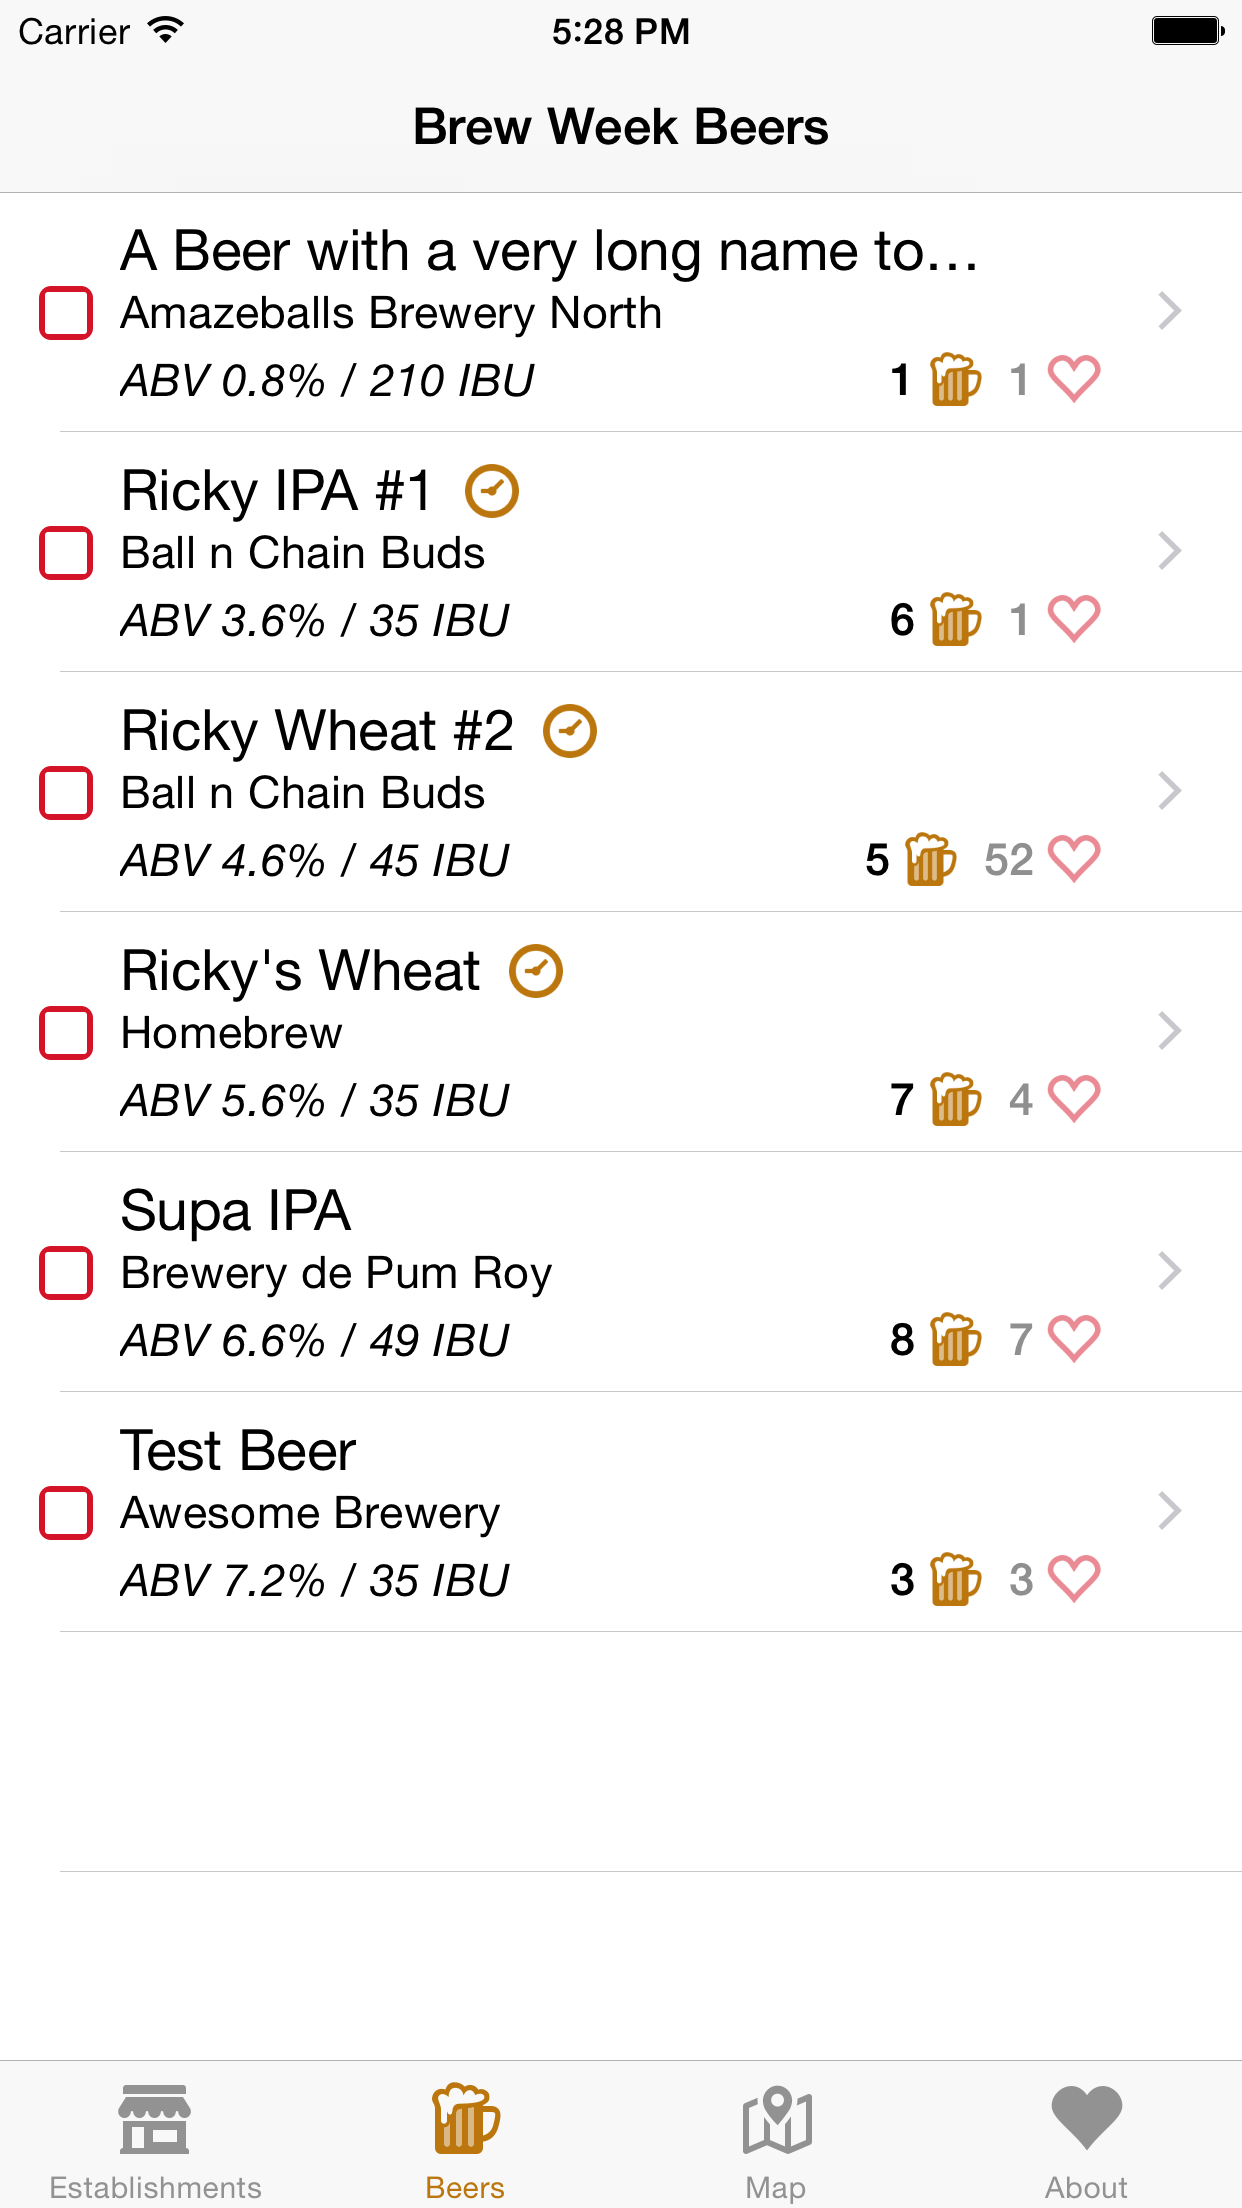 Carrier 5:28 PM
Brew Week Beers
A Beer with a very long name to...
Amazeballs Brewery North
ABV 0.8% / 210 IBU 1 1
Ricky IPA #1
Ball n Chain Buds
ABV 3.6% / 35 IBU 6 1
Ricky Wheat #2
Ball n Chain Buds
ABV 4.6% / 45 IBU 5 52
Ricky's Wheat
Homebrew
ABV 5.6% / 35 IBU 7 4
Supa IPA
Brewery de Pum Roy
ABV 6.6% / 49 IBU 8 7
Test Beer
Awesome Brewery
ABV 7.2% / 35 IBU 3 3
Establishments Beers Map About